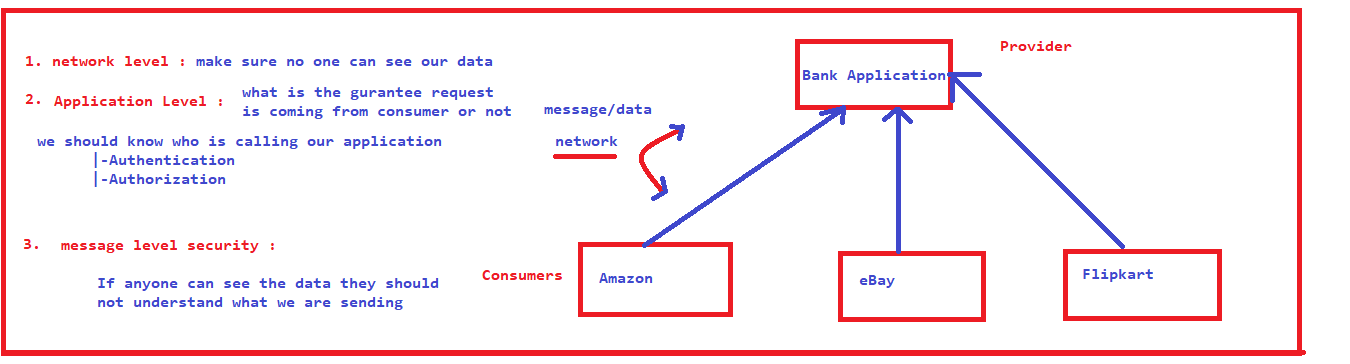 1. network level : make sure no one can see our data
2. Application Level : what is the gurantee request
is coming from consumer or not
we should know who is calling our application
|-Authentication
|-Authorization
3. message level security :
If anyone can see the data they should
not understand what we are sending
message/data
network
Provider
Bank Application
Consumers
Amazon
eBay
Flipkart